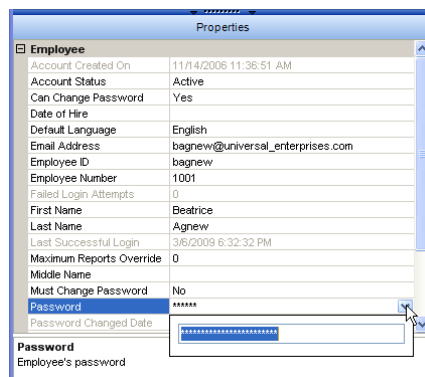 Properties
Employee
Account Created On 11/14/2006 11:36:51 AM
Account Status Active
Can Change Password Yes
Date of Hire
Default Language English
Email Address bagnew@universal_enterprises.com
Employee ID bagnew
Employee Number 1001
Failed Login Attempts 0
First Name Beatrice
Last Name Agnew
Last Successful Login 3/6/2009 6:32:32 PM
Maximum Reports Override 0
Middle Name
Must Change Password No
Password ******
Password Changed Date
************************
Password
Employee's password